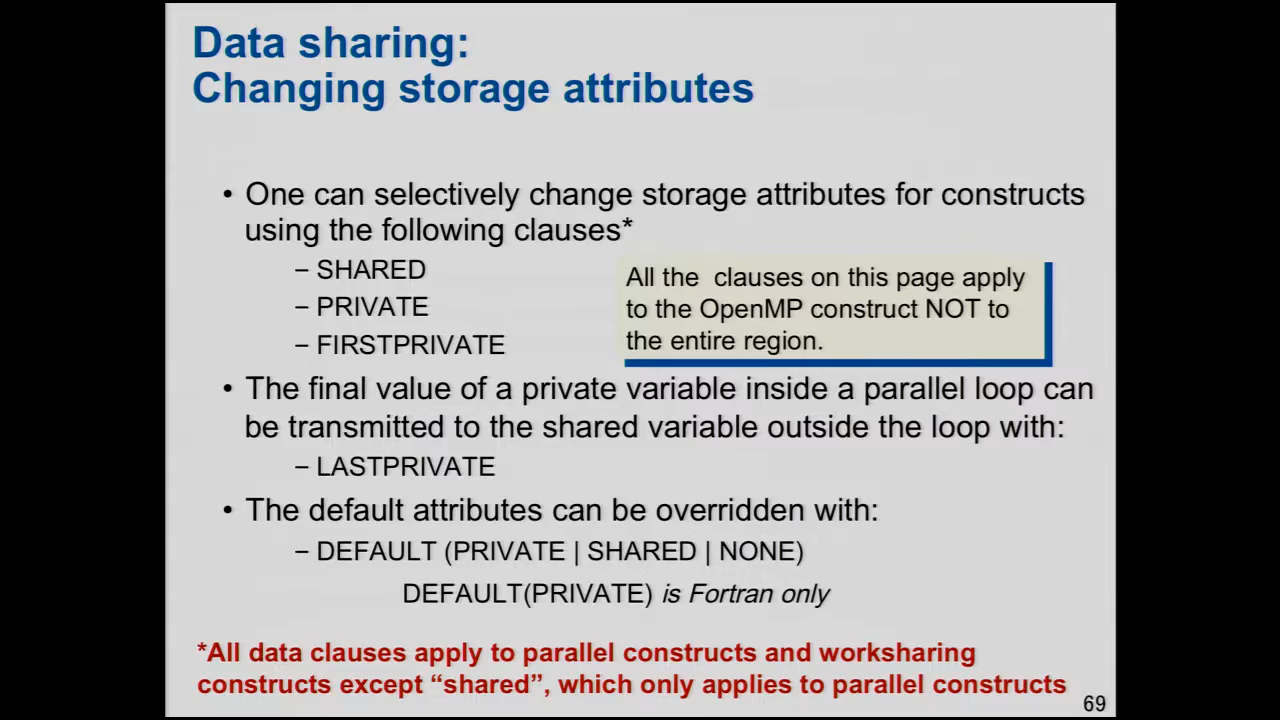 Data sharing:
Changing storage attributes
• One can selectively change storage attributes for constructs
using the following clauses*
– SHARED
– PRIVATE
– FIRSTPRIVATE
All the clauses on this page apply
to the OpenMP construct NOT to
the entire region.
• The final value of a private variable inside a parallel loop can
be transmitted to the shared variable outside the loop with:
– LASTPRIVATE
• The default attributes can be overridden with:
– DEFAULT (PRIVATE | SHARED | NONE)
DEFAULT(PRIVATE) is Fortran only
*All data clauses apply to parallel constructs and worksharing
constructs except “shared”, which only applies to parallel constructs
69